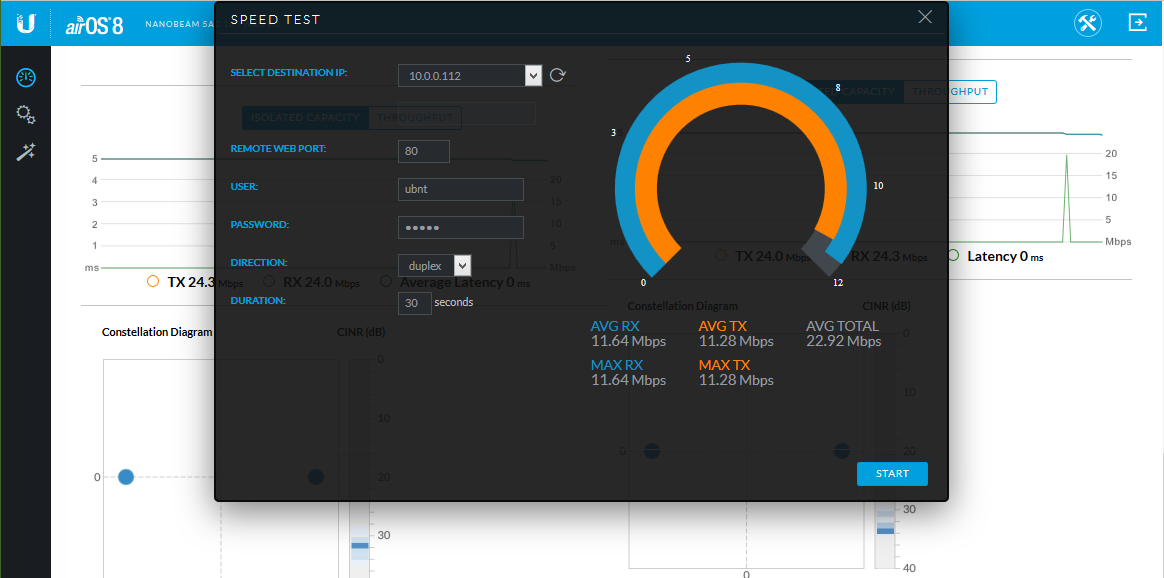 SPEED TEST
airOS 8
NANOBEAM 5A
SELECT DESTINATION IP:
10.0.0.112
ISOLATED CAPACITY
THROUGHPUT
CAPACITY
THROUGHPUT
REMOTE WEB PORT:
80
USER:
ubnt
PASSWORD:
•••••
DIRECTION:
duplex
DURATION:
30 seconds
0
3
5
8
10
12
AVG RX
11.64 Mbps
AVG TX
11.28 Mbps
AVG TOTAL
22.92 Mbps
MAX RX
11.64 Mbps
MAX TX
11.28 Mbps
START
5
4
3
2
1
ms
20
15
10
5
Mbps
TX 24.3 Mbps
RX 24.0 Mbps
Average Latency 0 ms
ms
20
15
10
5
Mbps
TX 24.0 Mbps
RX 24.3 Mbps
Latency 0 ms
Constellation Diagram
CINR (dB)
0
0
10
20
30
Constellation Diagram
CINR (dB)
0
0
10
20
30
40
0